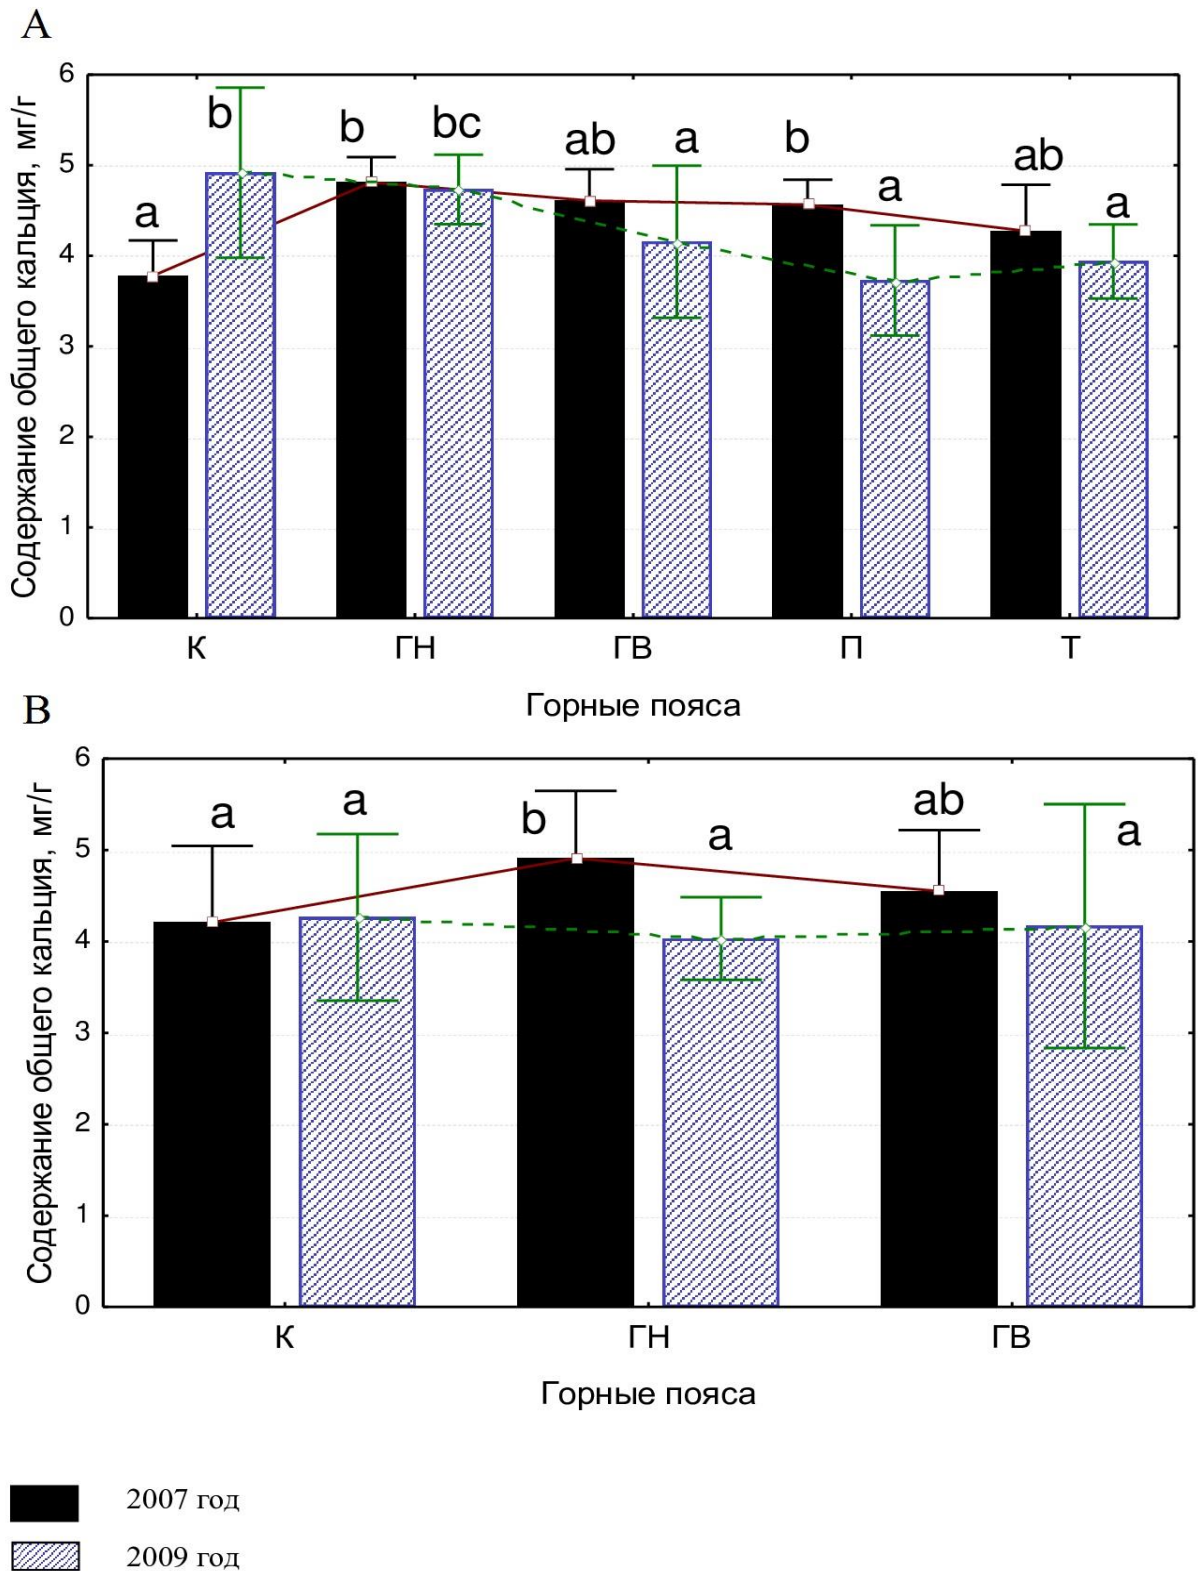 A
Содержание общего кальция, мг/г
6
5
4
3
2
1
0
a
b
b
bc
ab
a
b
a
ab
a
К
ГН
ГВ
П
Т
Горные пояса
B
Содержание общего кальция, мг/г
6
5
4
3
2
1
0
a
a
b
a
ab
a
К
ГН
ГВ
Горные пояса
2007 год
2009 год